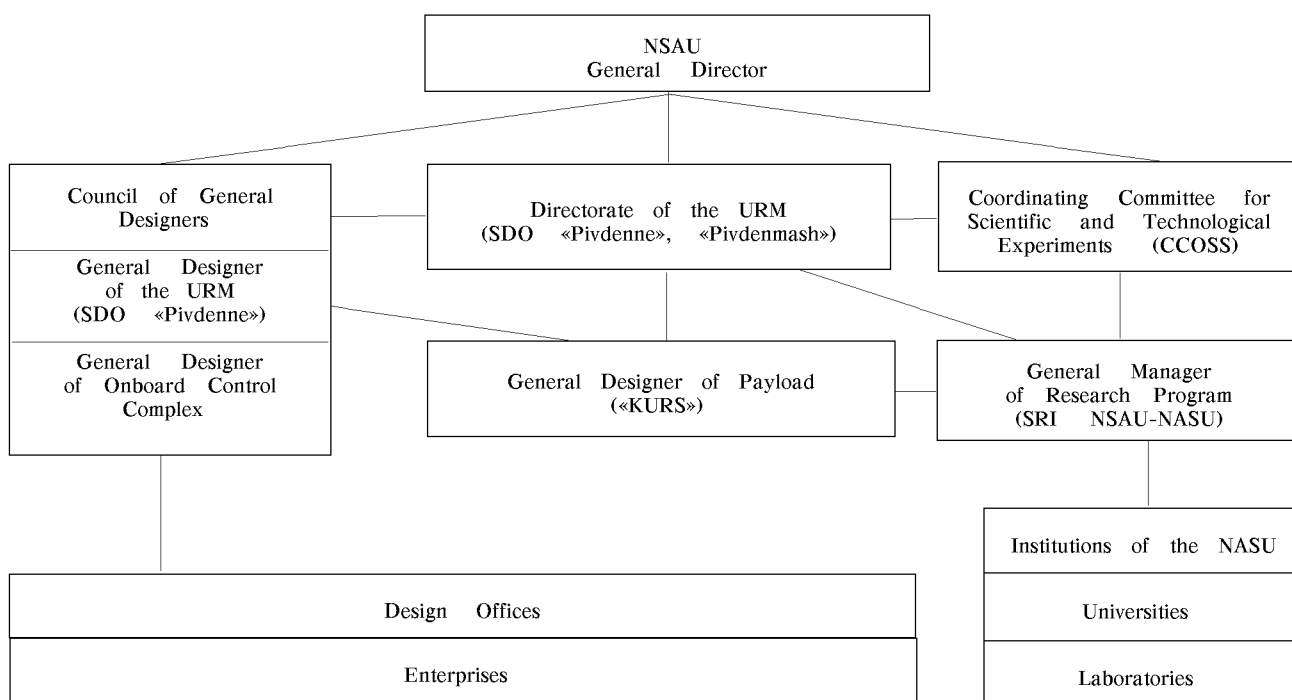 NSAU
General Director
Council of General
Designers
General Designer
of the URM
(SDO «Pivdenne»)
General Designer
of Onboard Control
Complex
Directorate of the URM
(SDO «Pivdenne», «Pivdenmash»)
Coordinating Committee for
Scientific and Technological
Experiments (CCOSS)
General Designer of Payload
(«KURS»)
General Manager
of Research Program
(SRI NSAU-NASU)
Institutions of the NASU
Universities
Laboratories
Design Offices
Enterprises